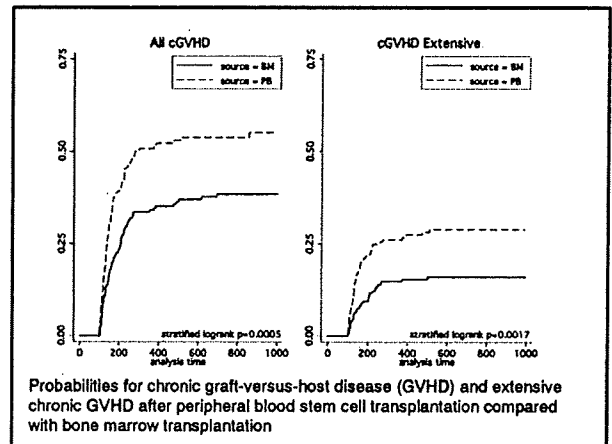 All cGVHD
source = BM
source = PB
0.75
0.50
0.25
0.00
stratified logrank p=0.0005
0 200 400 600 800 1000
analysis time
cGVHD Extensive
source = BM
source = PB
0.75
0.50
0.25
0.00
stratified logrank p=0.0017
0 200 400 600 800 1000
analysis time
Probabilities for chronic graft-versus-host disease (GVHD) and extensive
chronic GVHD after peripheral blood stem cell transplantation compared
with bone marrow transplantation